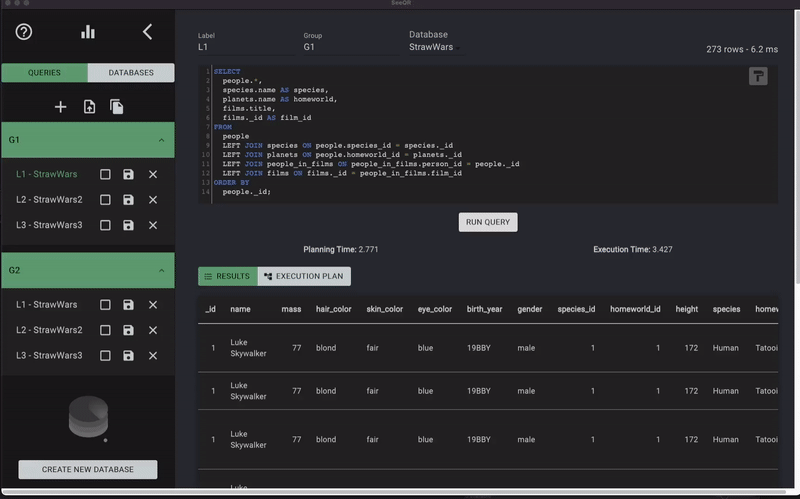 SeeQR
QUERIES DATABASES
G1
L1 - StrawWars
L2 - StrawWars2
L3 - StrawWars3
G2
L1 - StrawWars
L2 - StrawWars2
L3 - StrawWars3
CREATE NEW DATABASE
Label Group Database
L1 G1 StrawWars
273 rows - 6.2 ms
1 SELECT
2 people.*,
3 species.name AS species,
4 planets.name AS homeworld,
5 films.title,
6 films._id AS film_id
7 FROM
8 people
9 LEFT JOIN species ON people.species_id = species._id
10 LEFT JOIN planets ON people.homeworld_id = planets._id
11 LEFT JOIN people_in_films ON people_in_films.person_id = people._id
12 LEFT JOIN films ON films._id = people_in_films.film_id
13 ORDER BY
14 people._id;
RUN QUERY
Planning Time: 2.771 Execution Time: 3.427
RESULTS EXECUTION PLAN
_id name mass hair_color skin_color eye_color birth_year gender species_id homeworld_id height species homew
1 Luke Skywalker 77 blond fair blue 19BBY male 1 1 172 Human Tatooi
1 Luke Skywalker 77 blond fair blue 19BBY male 1 1 172 Human Tatooi
1 Luke Skywalker 77 blond fair blue 19BBY male 1 1 172 Human Tatooi